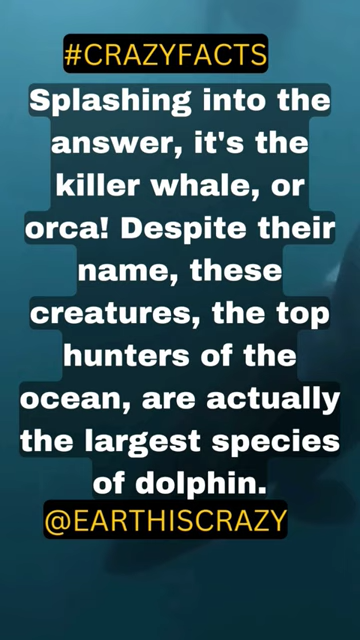 #CRAZYFACTS
Splashing into the
answer, it's the
killer whale, or
orca! Despite their
name, these
creatures, the top
hunters of the
ocean, are actually
the largest species
of dolphin.
@EARTHISCRAZY